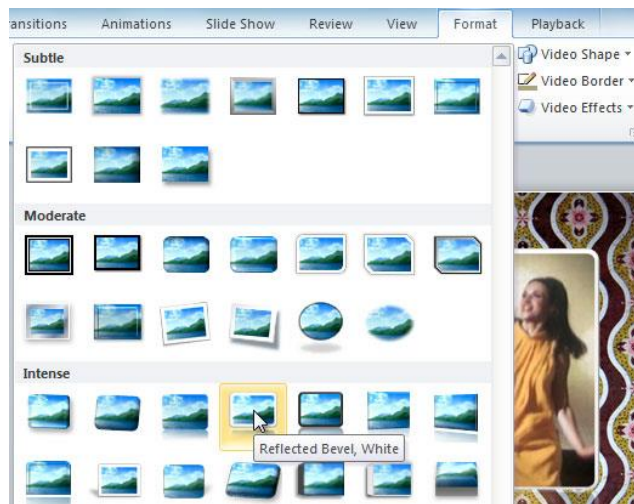 ansitions Animations Slide Show Review View Format Playback
Subtle
Video Shape
Video Border
Video Effects
Moderate
Intense
Reflected Bevel, White